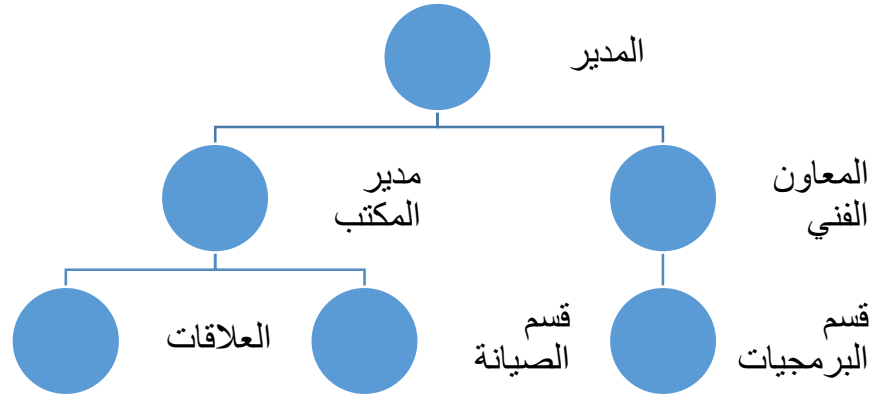 المدير
المعاون
الفني
مدير
المكتب
قسم
البرمجيات
قسم
الصيانة
العلاقات